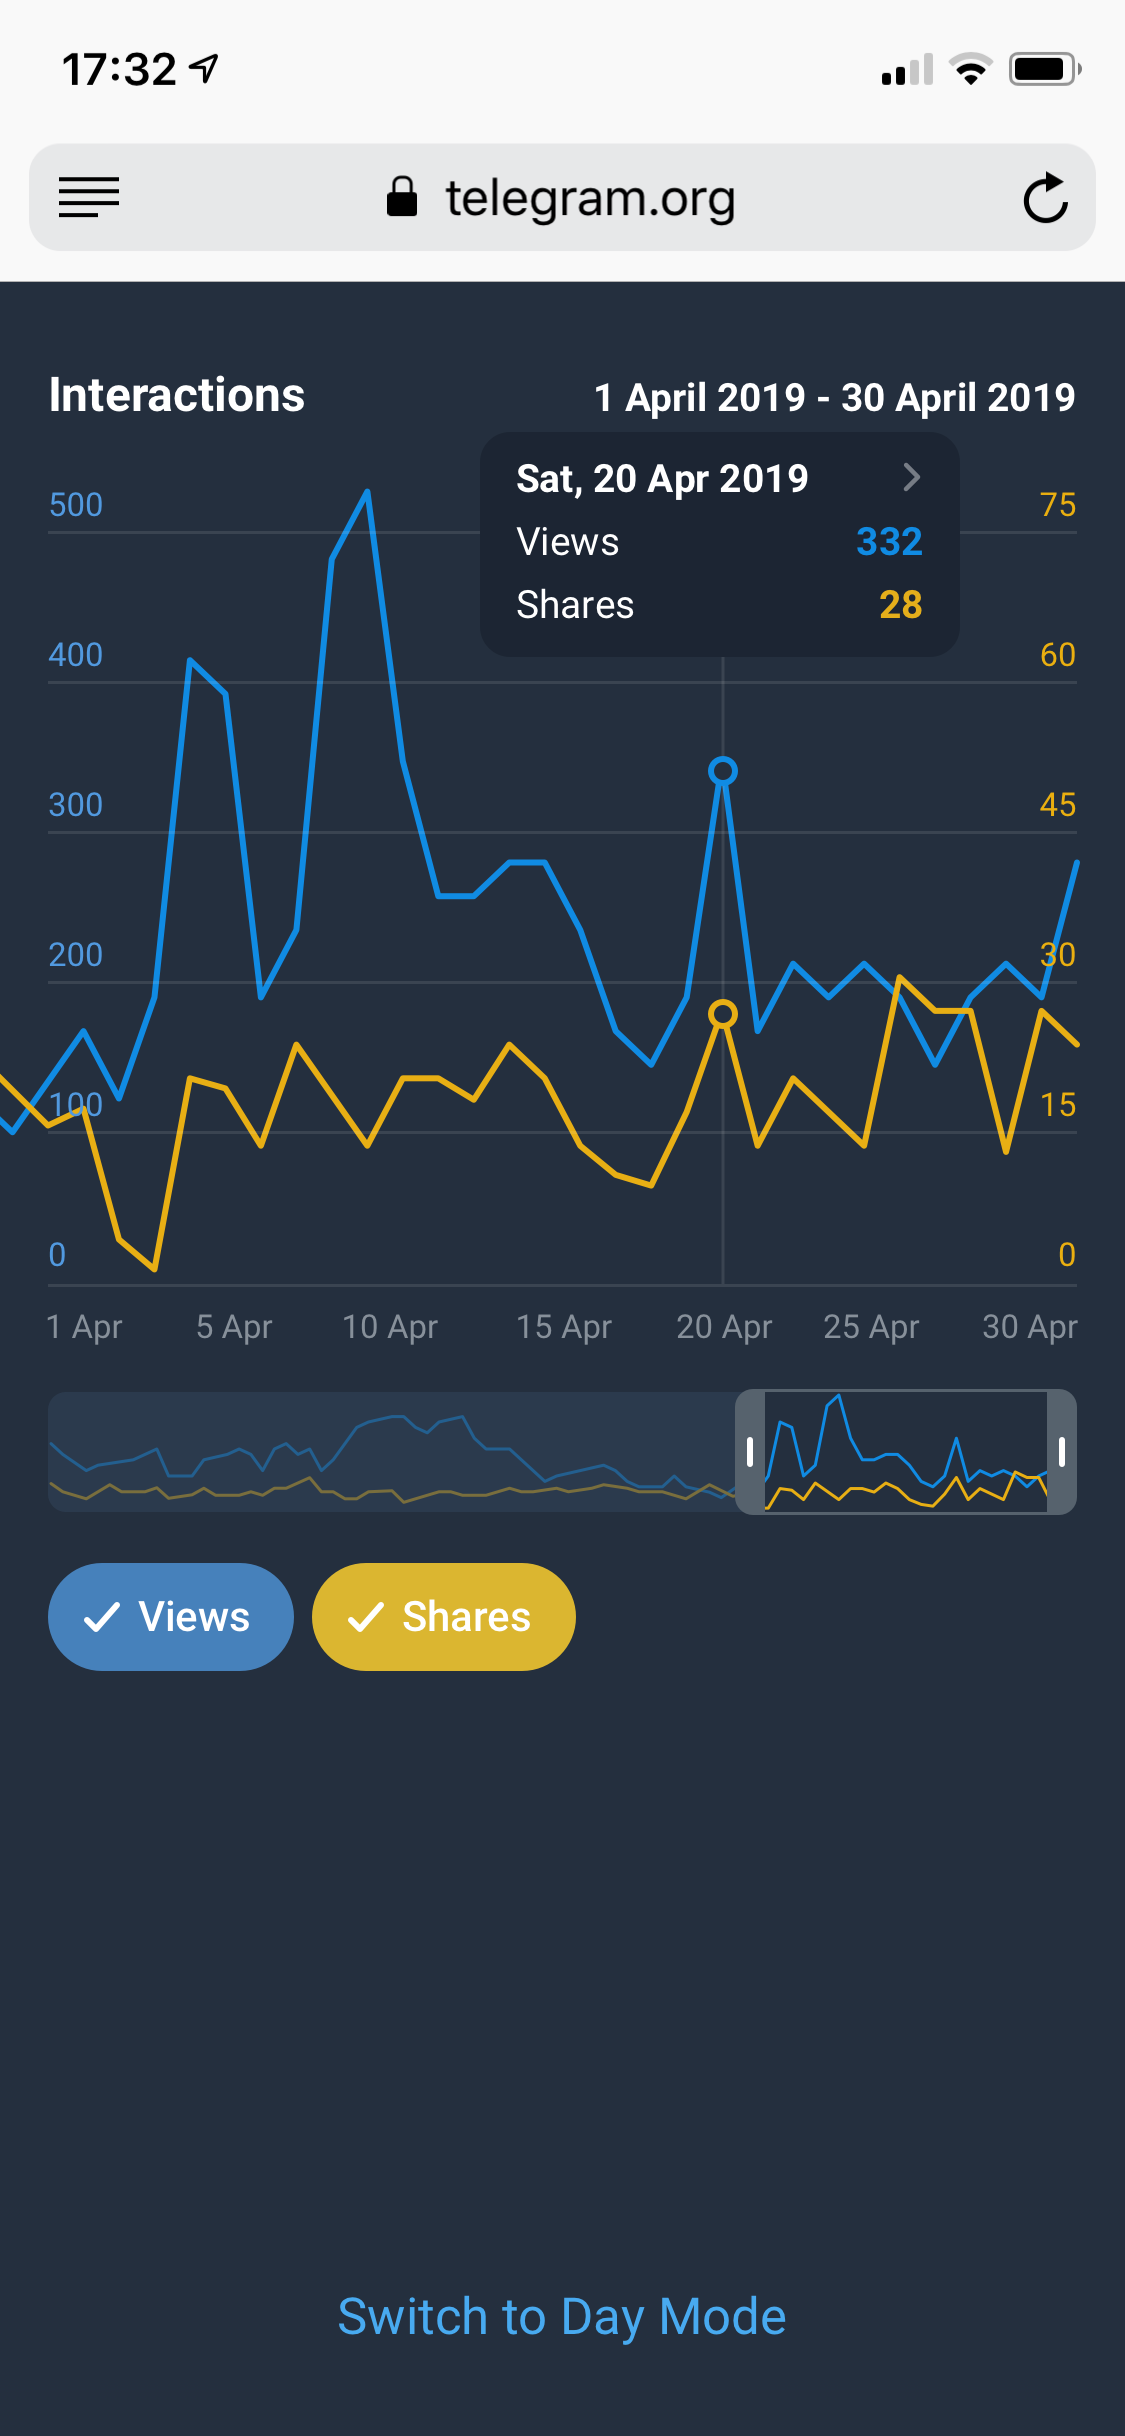 17:32
telegram.org
Interactions
1 April 2019 - 30 April 2019
Sat, 20 Apr 2019
Views 332
Shares 28
500 75
400 60
300 45
200 30
100 15
0 0
1 Apr 5 Apr 10 Apr 15 Apr 20 Apr 25 Apr 30 Apr
Views Shares
Switch to Day Mode